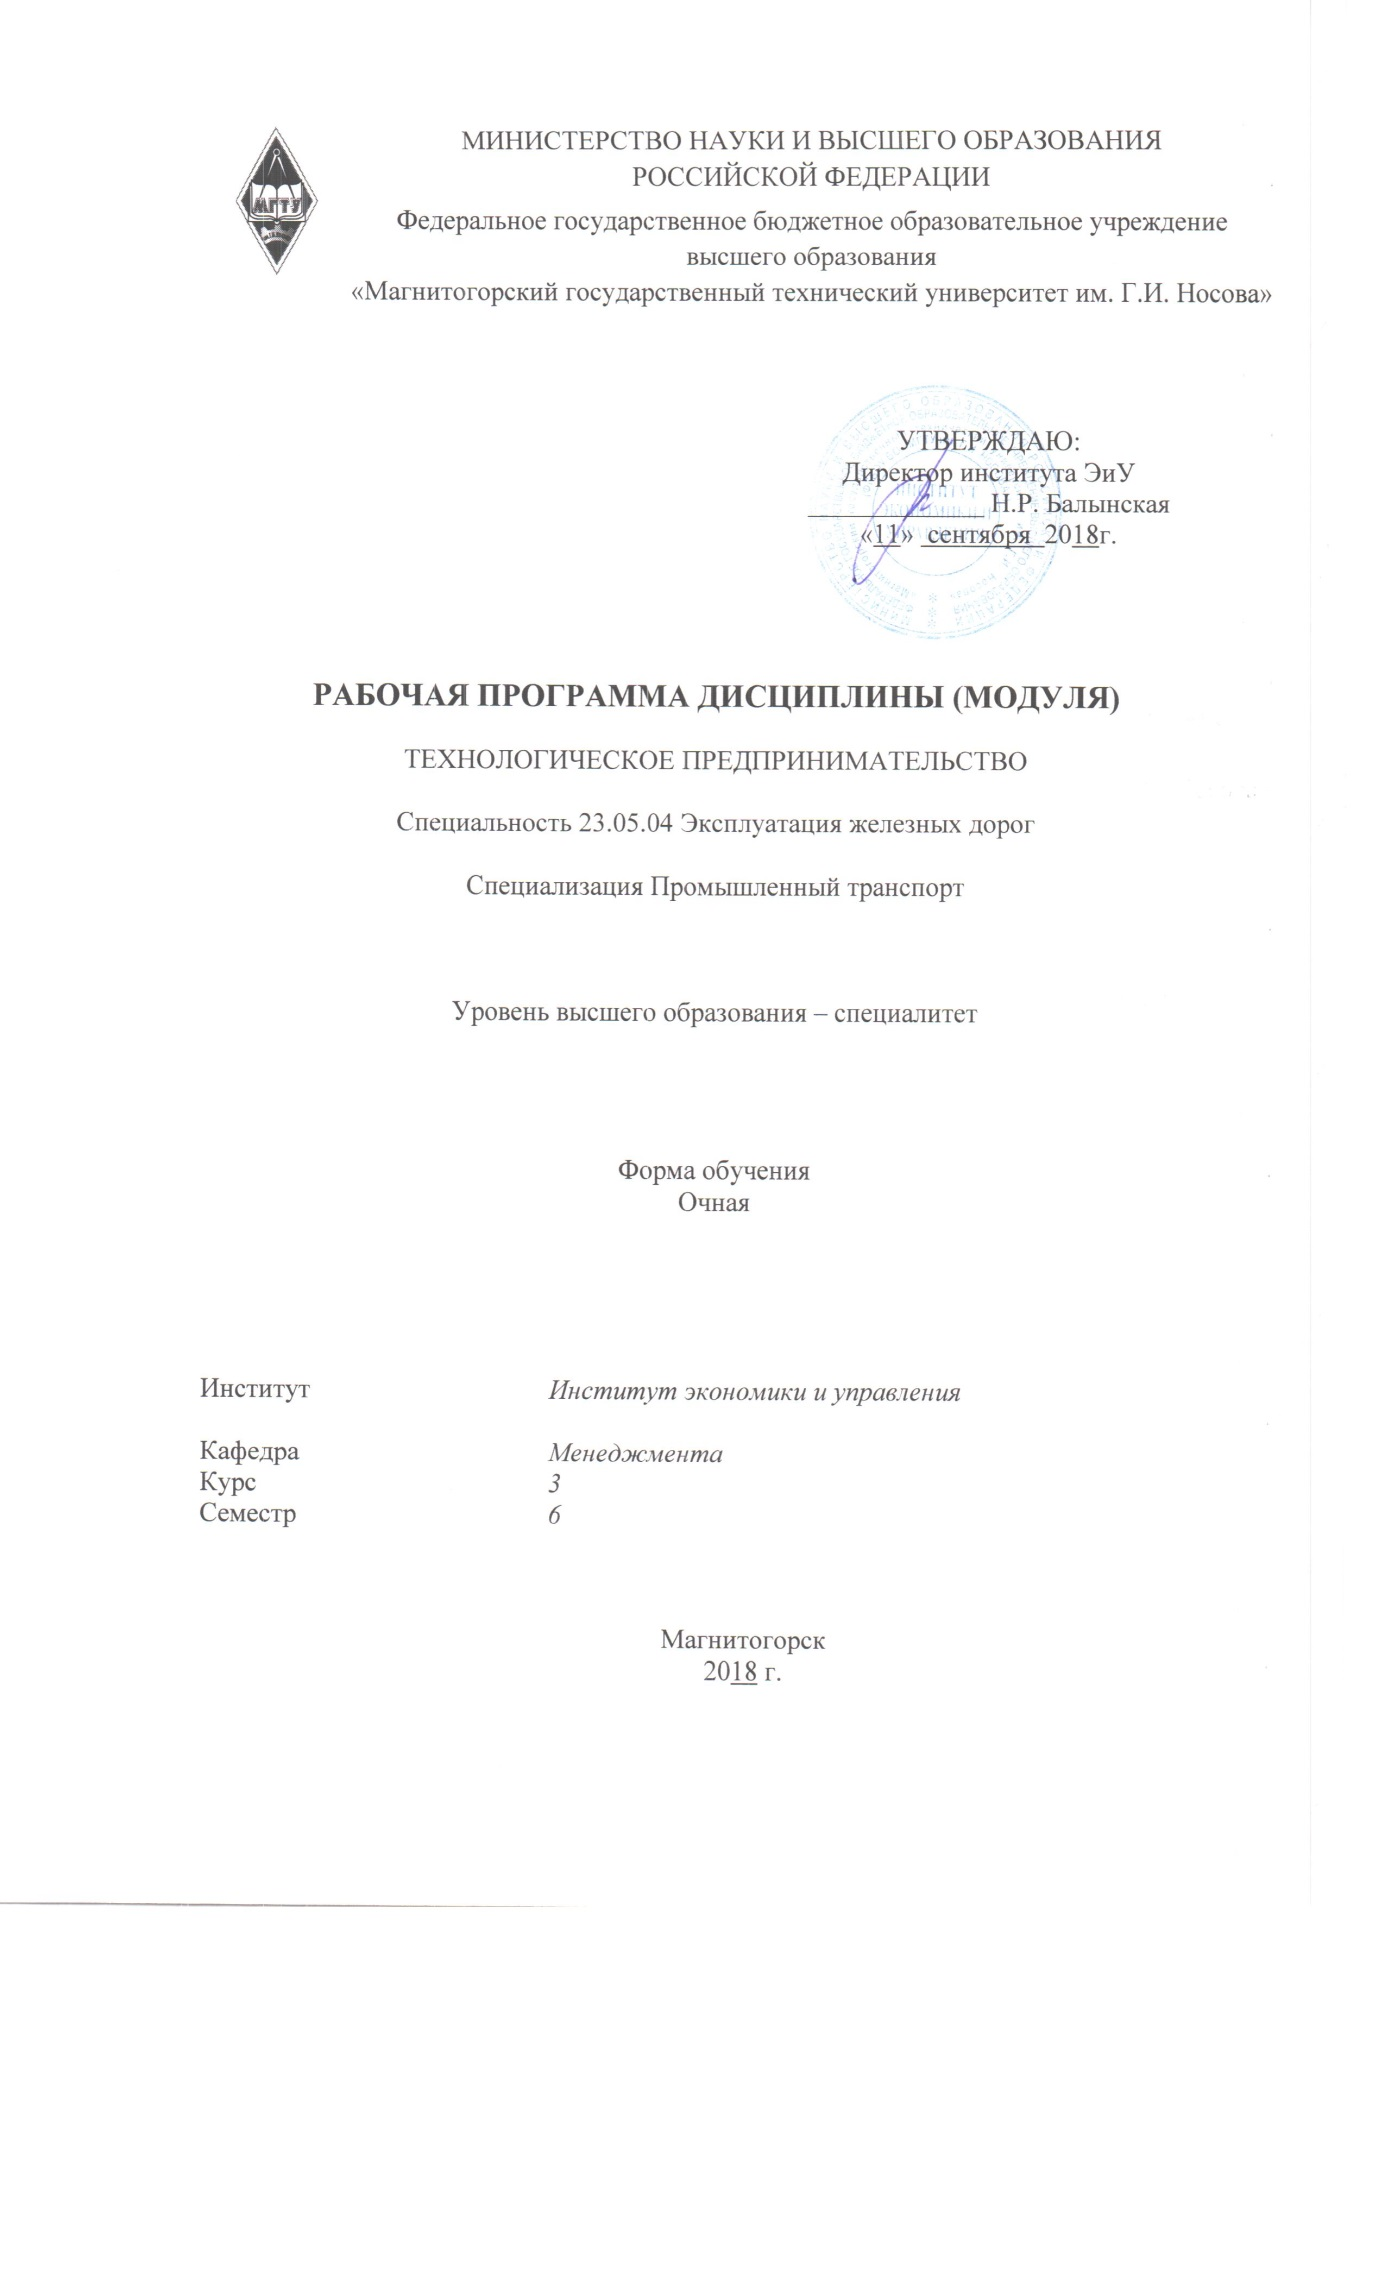 МГТУ
МИНИСТЕРСТВО НАУКИ И ВЫСШЕГО ОБРАЗОВАНИЯ
РОССИЙСКОЙ ФЕДЕРАЦИИ
Федеральное государственное бюджетное образовательное учреждение
высшего образования
«Магнитогорский государственный технический университет им. Г.И. Носова»
УТВЕРЖДАЮ:
Директор института ЭиУ
Н.Р. Балынская
«11» сентября 2018г.
РАБОЧАЯ ПРОГРАММА ДИСЦИПЛИНЫ (МОДУЛЯ)
ТЕХНОЛОГИЧЕСКОЕ ПРЕДПРИНИМАТЕЛЬСТВО
Специальность 23.05.04 Эксплуатация железных дорог
Специализация Промышленный транспорт
Уровень высшего образования – специалитет
Форма обучения
Очная
Институт Институт экономики и управления
Кафедра Менеджмента
Курс 3
Семестр 6
Магнитогорск
2018 г.